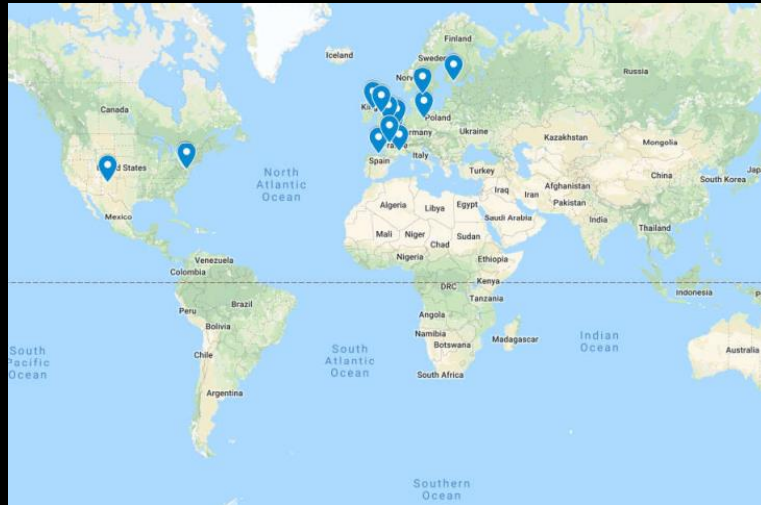 Finland
Iceland
Sweden
Russia
Canada
Poland
Ukraine
Kazakhstan
Mongolia
Spain
Italy
Turkey
North
Atlantic
Ocean
Afghanistan
China
South Korea
Iraq
Iran
Pakistan
Mexico
Algeria
Libya
Egypt
Saudi Arabia
India
Thailand
Mali
Niger
Chad
Sudan
Venezuela
Nigeria
Ethiopia
Colombia
DRC
Kenya
Indonesia
Brazil
Tanzania
Peru
Angola
Bolivia
Namibia
Botswana
Madagascar
Indian
Ocean
Chile
South
Atlantic
Ocean
South
Pacific
Ocean
Australia
South Africa
Argentina
Southern
Ocean